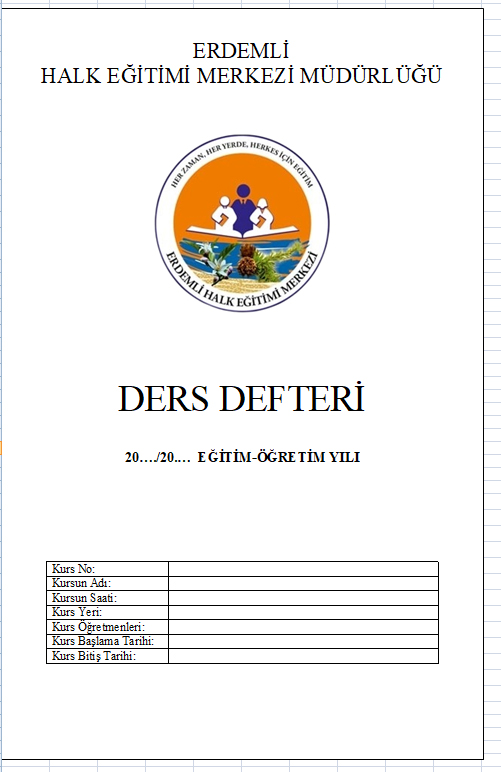 ERDEMLİ
HALK EĞİTİMİ MERKEZİ MÜDÜRLÜĞÜ
HER ZAMAN, HER YERDE, HERKES İÇİN EĞİTİM
ERDEMLİ HALK EĞİTİMİ MERKEZİ
DERS DEFTERİ
20…./20.… EĞİTİM-ÖĞRETİM YILI
Kurs No:
Kursun Adı:
Kursun Saati:
Kurs Yeri:
Kurs Öğretmenleri:
Kurs Başlama Tarihi:
Kurs Bitiş Tarihi: